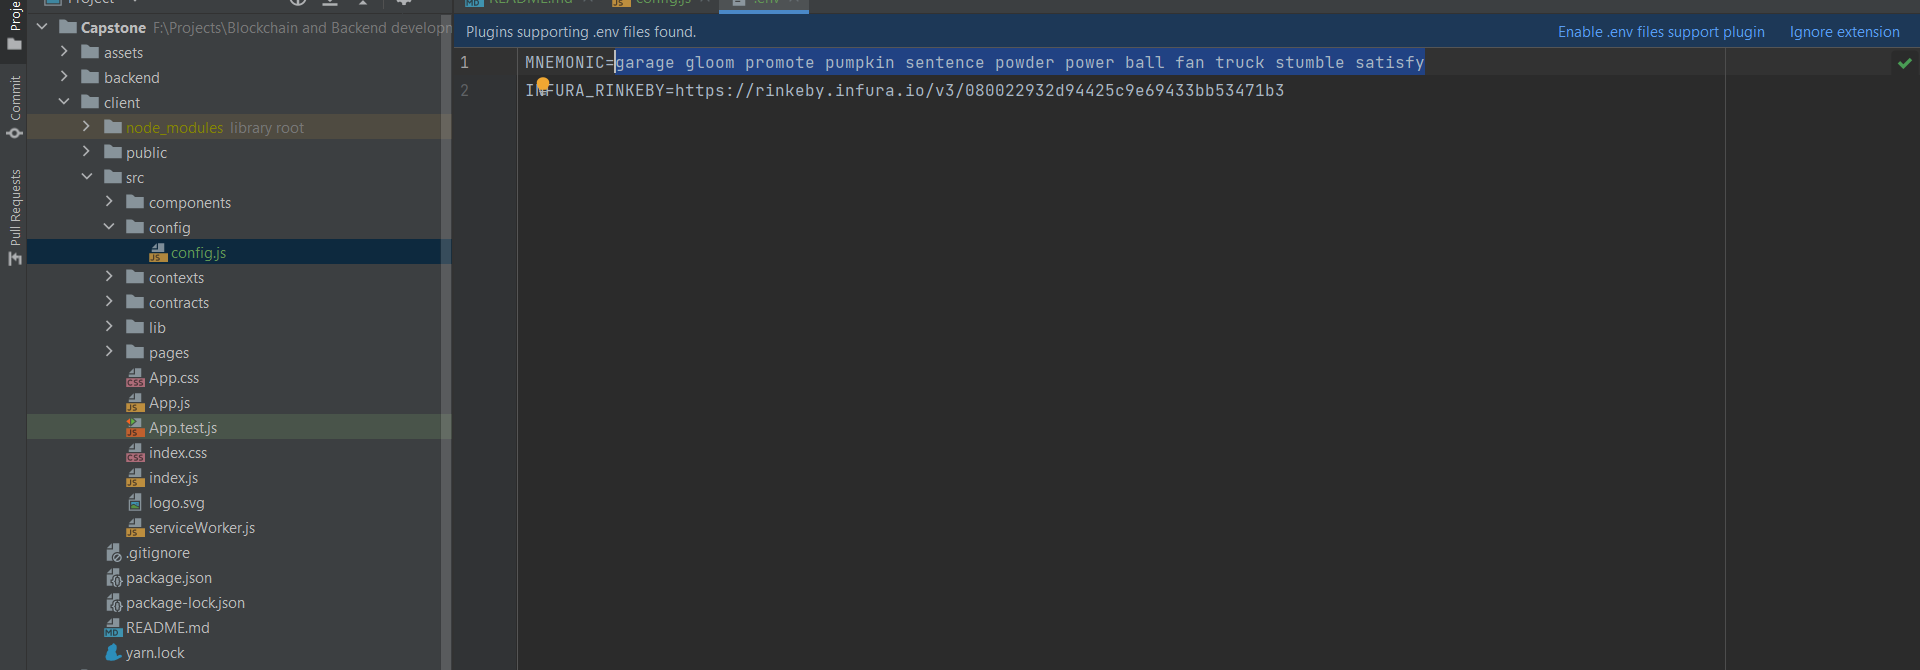 Project
README.md
config.js
.env
Capstone F:\Projects\Blockchain and Backend develop
assets
backend
client
node_modules library root
public
src
components
config
config.js
contexts
contracts
lib
pages
App.css
App.js
App.test.js
index.css
index.js
logo.svg
serviceWorker.js
.gitignore
package.json
package-lock.json
README.md
yarn.lock
Commit
Pull Requests
Plugins supporting .env files found.
Enable .env files support plugin
Ignore extension
1 MNEMONIC=garage gloom promote pumpkin sentence powder power ball fan truck stumble satisfy
2 INFURA_RINKEBY=https://rinkeby.infura.io/v3/080022932d94425c9e69433bb53471b3